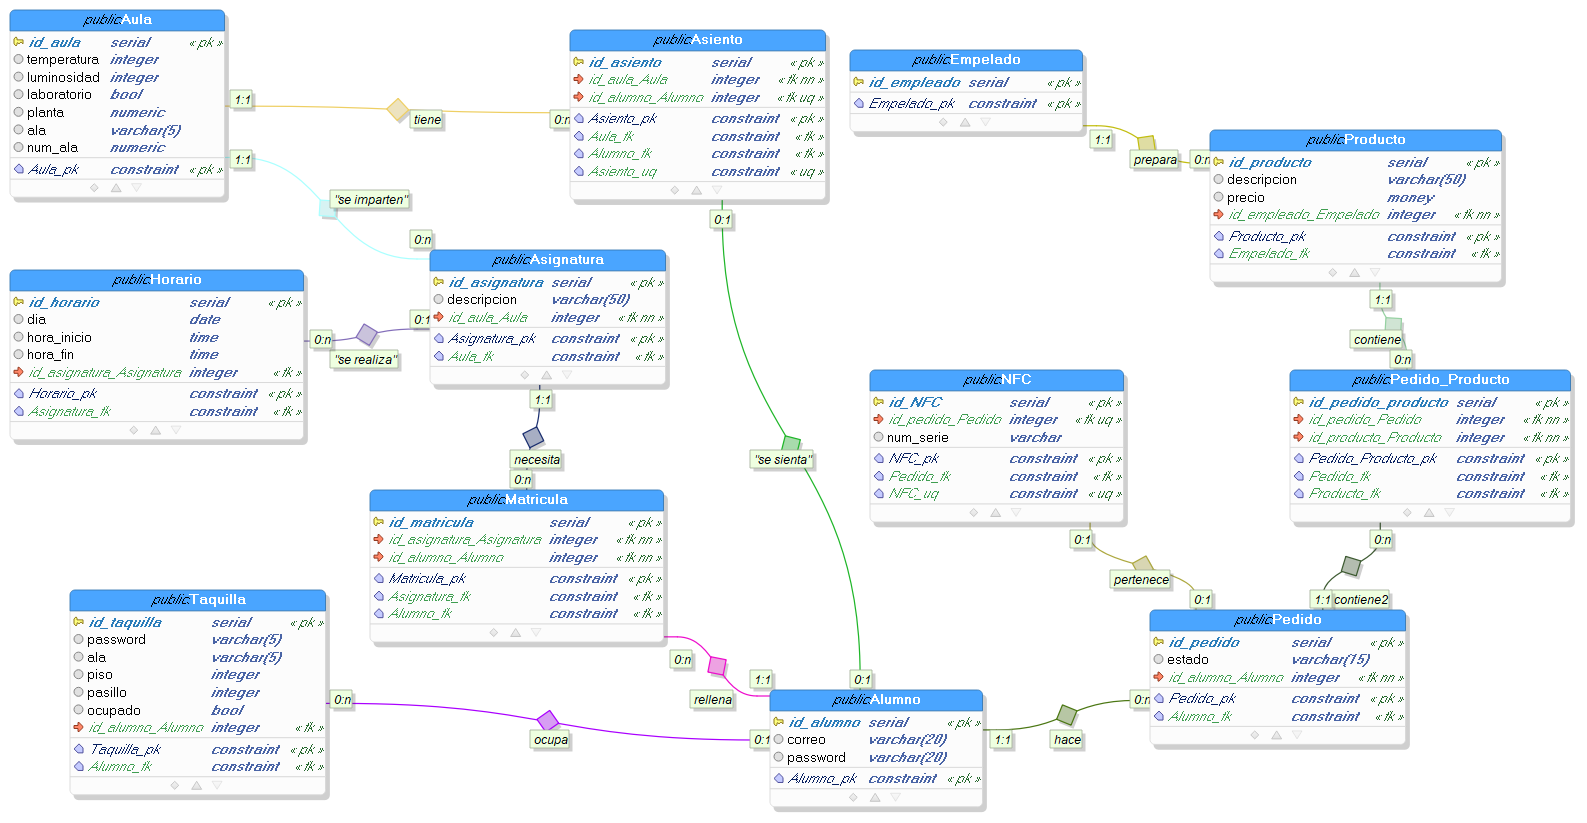 public.Aula
id_aula serial « pk »
temperatura integer
luminosidad integer
laboratorio bool
planta numeric
ala varchar(5)
num_ala numeric
Aula_pk constraint « pk »
1:1
tiene
0:n
1:1
"se imparten"
0:n
public.Asiento
id_asiento serial « pk »
id_aula_Aula integer « fk nn »
id_alumno_Alumno integer « fk uq »
Asiento_pk constraint « pk »
Aula_fk constraint « fk »
Alumno_fk constraint « fk »
Asiento_uq constraint « uq »
0:1
"se sienta"
0:1
public.Empelado
id_empleado serial « pk »
Empelado_pk constraint « pk »
1:1
prepara
0:n
public.Producto
id_producto serial « pk »
descripcion varchar(50)
precio money
id_empleado_Empelado integer « fk nn »
Producto_pk constraint « pk »
Empelado_fk constraint « fk »
1:1
contiene
0:n
public.Horario
id_horario serial « pk »
dia date
hora_inicio time
hora_fin time
id_asignatura_Asignatura integer « fk »
Horario_pk constraint « pk »
Asignatura_fk constraint « fk »
0:n
"se realiza"
0:1
public.Asignatura
id_asignatura serial « pk »
descripcion varchar(50)
id_aula_Aula integer « fk nn »
Asignatura_pk constraint « pk »
Aula_fk constraint « fk »
1:1
necesita
0:n
public.NFC
id_NFC serial « pk »
id_pedido_Pedido integer « fk uq »
num_serie varchar
NFC_pk constraint « pk »
Pedido_fk constraint « fk »
NFC_uq constraint « uq »
0:1
pertenece
0:1
public.Pedido_Producto
id_pedido_producto serial « pk »
id_pedido_Pedido integer « fk nn »
id_producto_Producto integer « fk nn »
Pedido_Producto_pk constraint « pk »
Pedido_fk constraint « fk »
Producto_fk constraint « fk »
0:n
1:1 contiene2
public.Matricula
id_matricula serial « pk »
id_asignatura_Asignatura integer « fk nn »
id_alumno_Alumno integer « fk nn »
Matricula_pk constraint « pk »
Asignatura_fk constraint « fk »
Alumno_fk constraint « fk »
0:n
rellena
1:1
public.Taquilla
id_taquilla serial « pk »
password varchar(5)
ala varchar(5)
piso integer
pasillo integer
ocupado bool
id_alumno_Alumno integer « fk »
Taquilla_pk constraint « pk »
Alumno_fk constraint « fk »
0:n
ocupa
0:1
public.Alumno
id_alumno serial « pk »
correo varchar(20)
password varchar(20)
Alumno_pk constraint « pk »
1:1
hace
0:n
public.Pedido
id_pedido serial « pk »
estado varchar(15)
id_alumno_Alumno integer « fk nn »
Pedido_pk constraint « pk »
Alumno_fk constraint « fk »